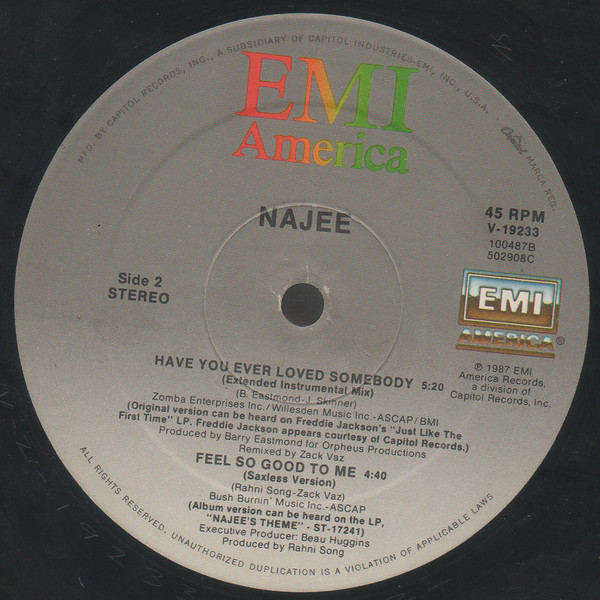 MFD. BY CAPITOL RECORDS, INC., A SUBSIDIARY OF CAPITOL INDUSTRIES-EMI, INC., U.S.A.
Capitol MARCA REG.
EMI
America
NAJEE
45 RPM
V-19233
100487B
502908C
Side 2
STEREO
EMI
AMERICA®
℗ 1987 EMI
America Records,
a division of
Capitol Records, Inc.
HAVE YOU EVER LOVED SOMEBODY 5:20
(Extended Instrumental Mix)
(B. Eastmond-J. Skinner)
Zomba Enterprises Inc./Willesden Music Inc.-ASCAP/BMI
(Original version can be heard on Freddie Jackson's "Just Like The
First Time" LP. Freddie Jackson appears courtesy of Capitol Records.)
Produced by Barry Eastmond for Orpheus Productions
Remixed by Zack Vaz
FEEL SO GOOD TO ME 4:40
(Saxless Version)
(Rahni Song-Zack Vaz)
Bush Burnin' Music Inc.-ASCAP
(Album version can be heard on the LP,
"NAJEE'S THEME" - ST-17241)
Executive Producer: Beau Huggins
Produced by Rahni Song
ALL RIGHTS RESERVED. UNAUTHORIZED DUPLICATION IS A VIOLATION OF APPLICABLE LAWS